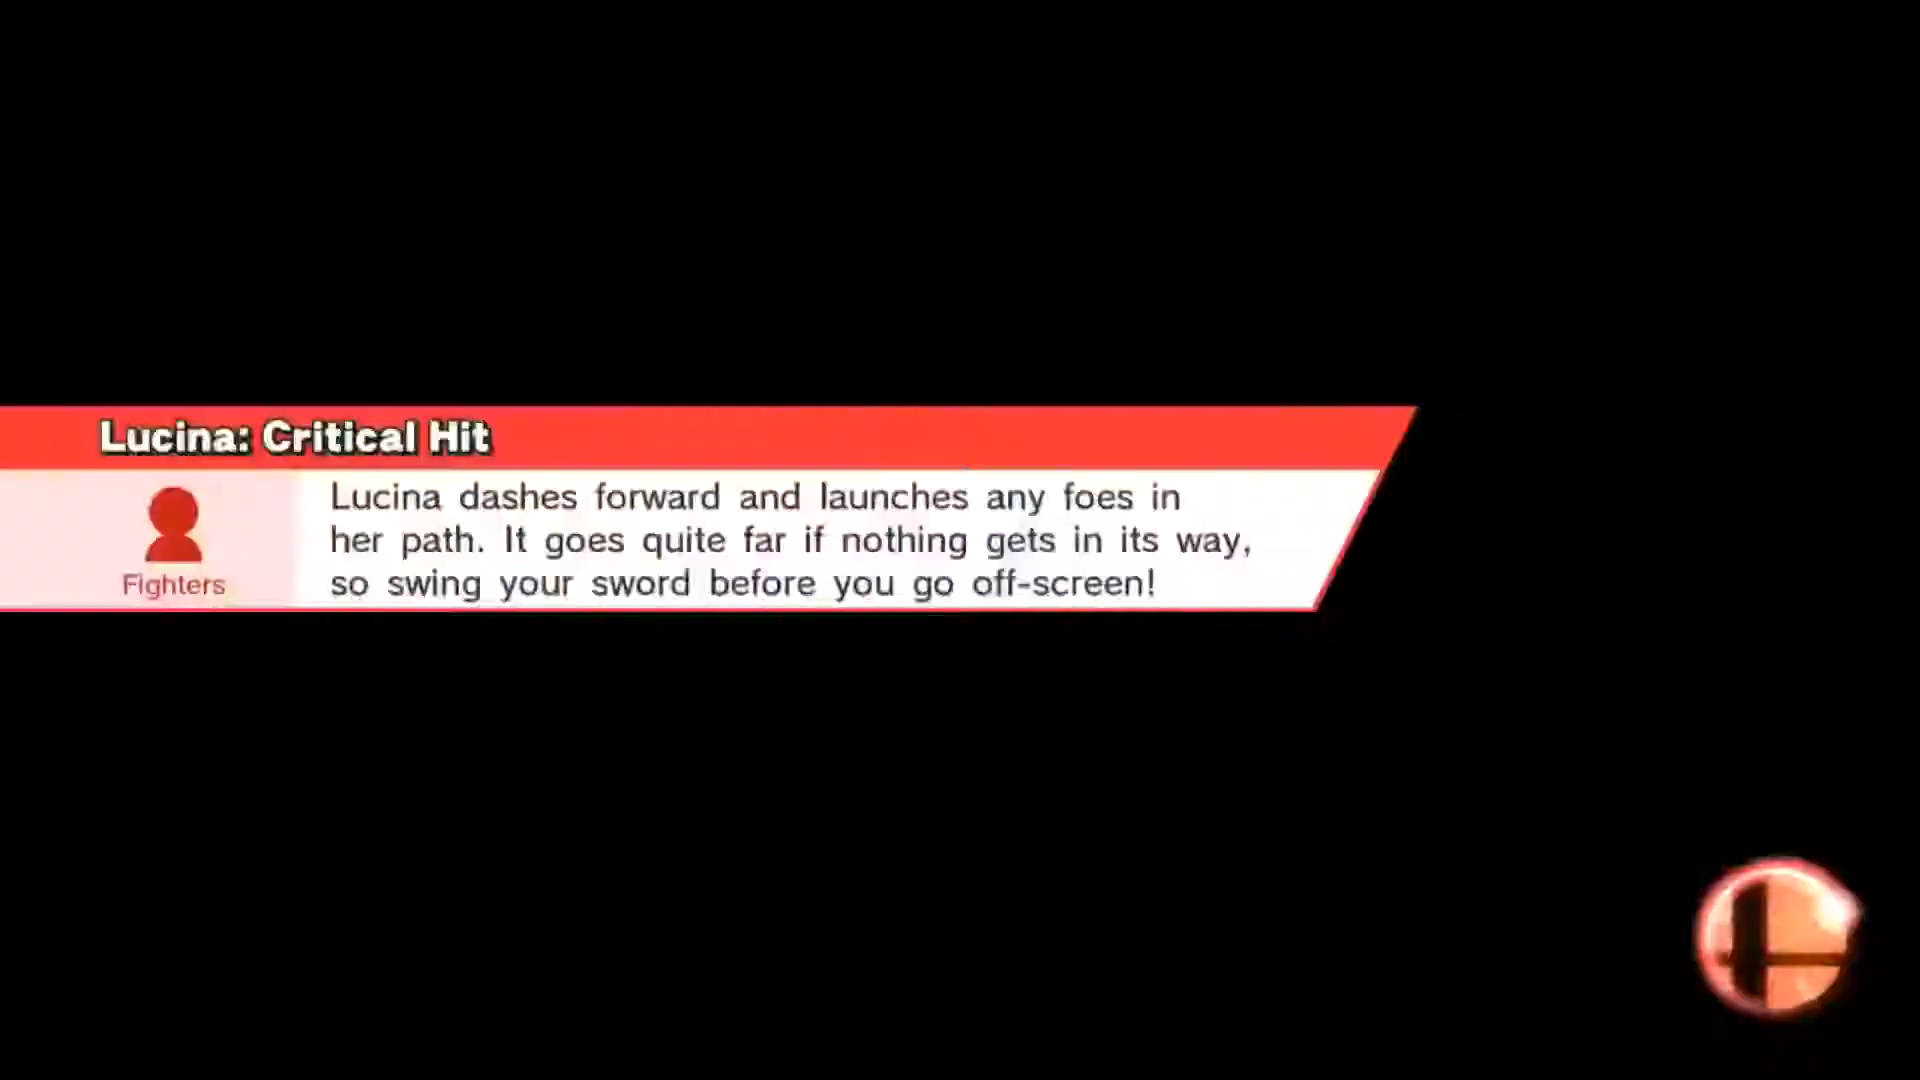 Lucina: Critical Hit
Lucina dashes forward and launches any foes in
her path. It goes quite far if nothing gets in its way,
so swing your sword before you go off-screen!
Fighters